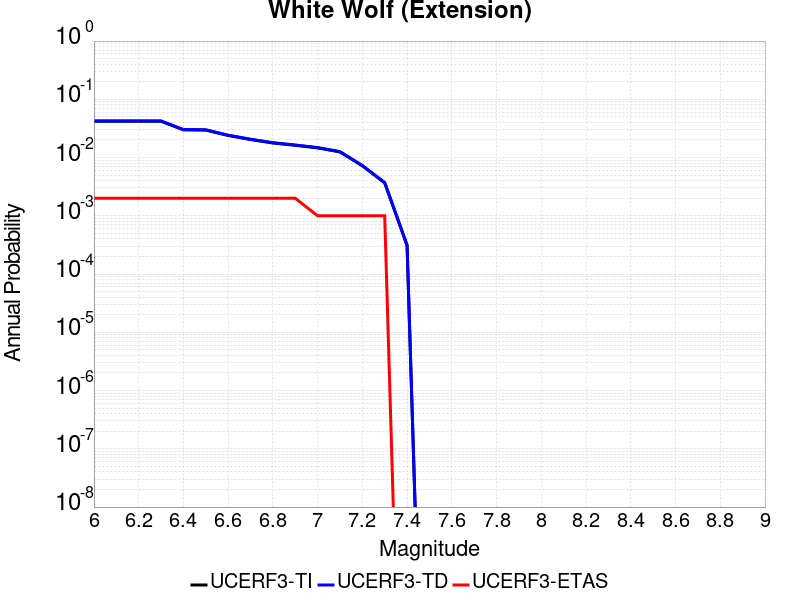 White Wolf (Extension)
Annual Probability
10^0
10^-1
10^-2
10^-3
10^-4
10^-5
10^-6
10^-7
10^-8
6 6.2 6.4 6.6 6.8 7 7.2 7.4 7.6 7.8 8 8.2 8.4 8.6 8.8 9
Magnitude
UCERF3-TI UCERF3-TD UCERF3-ETAS